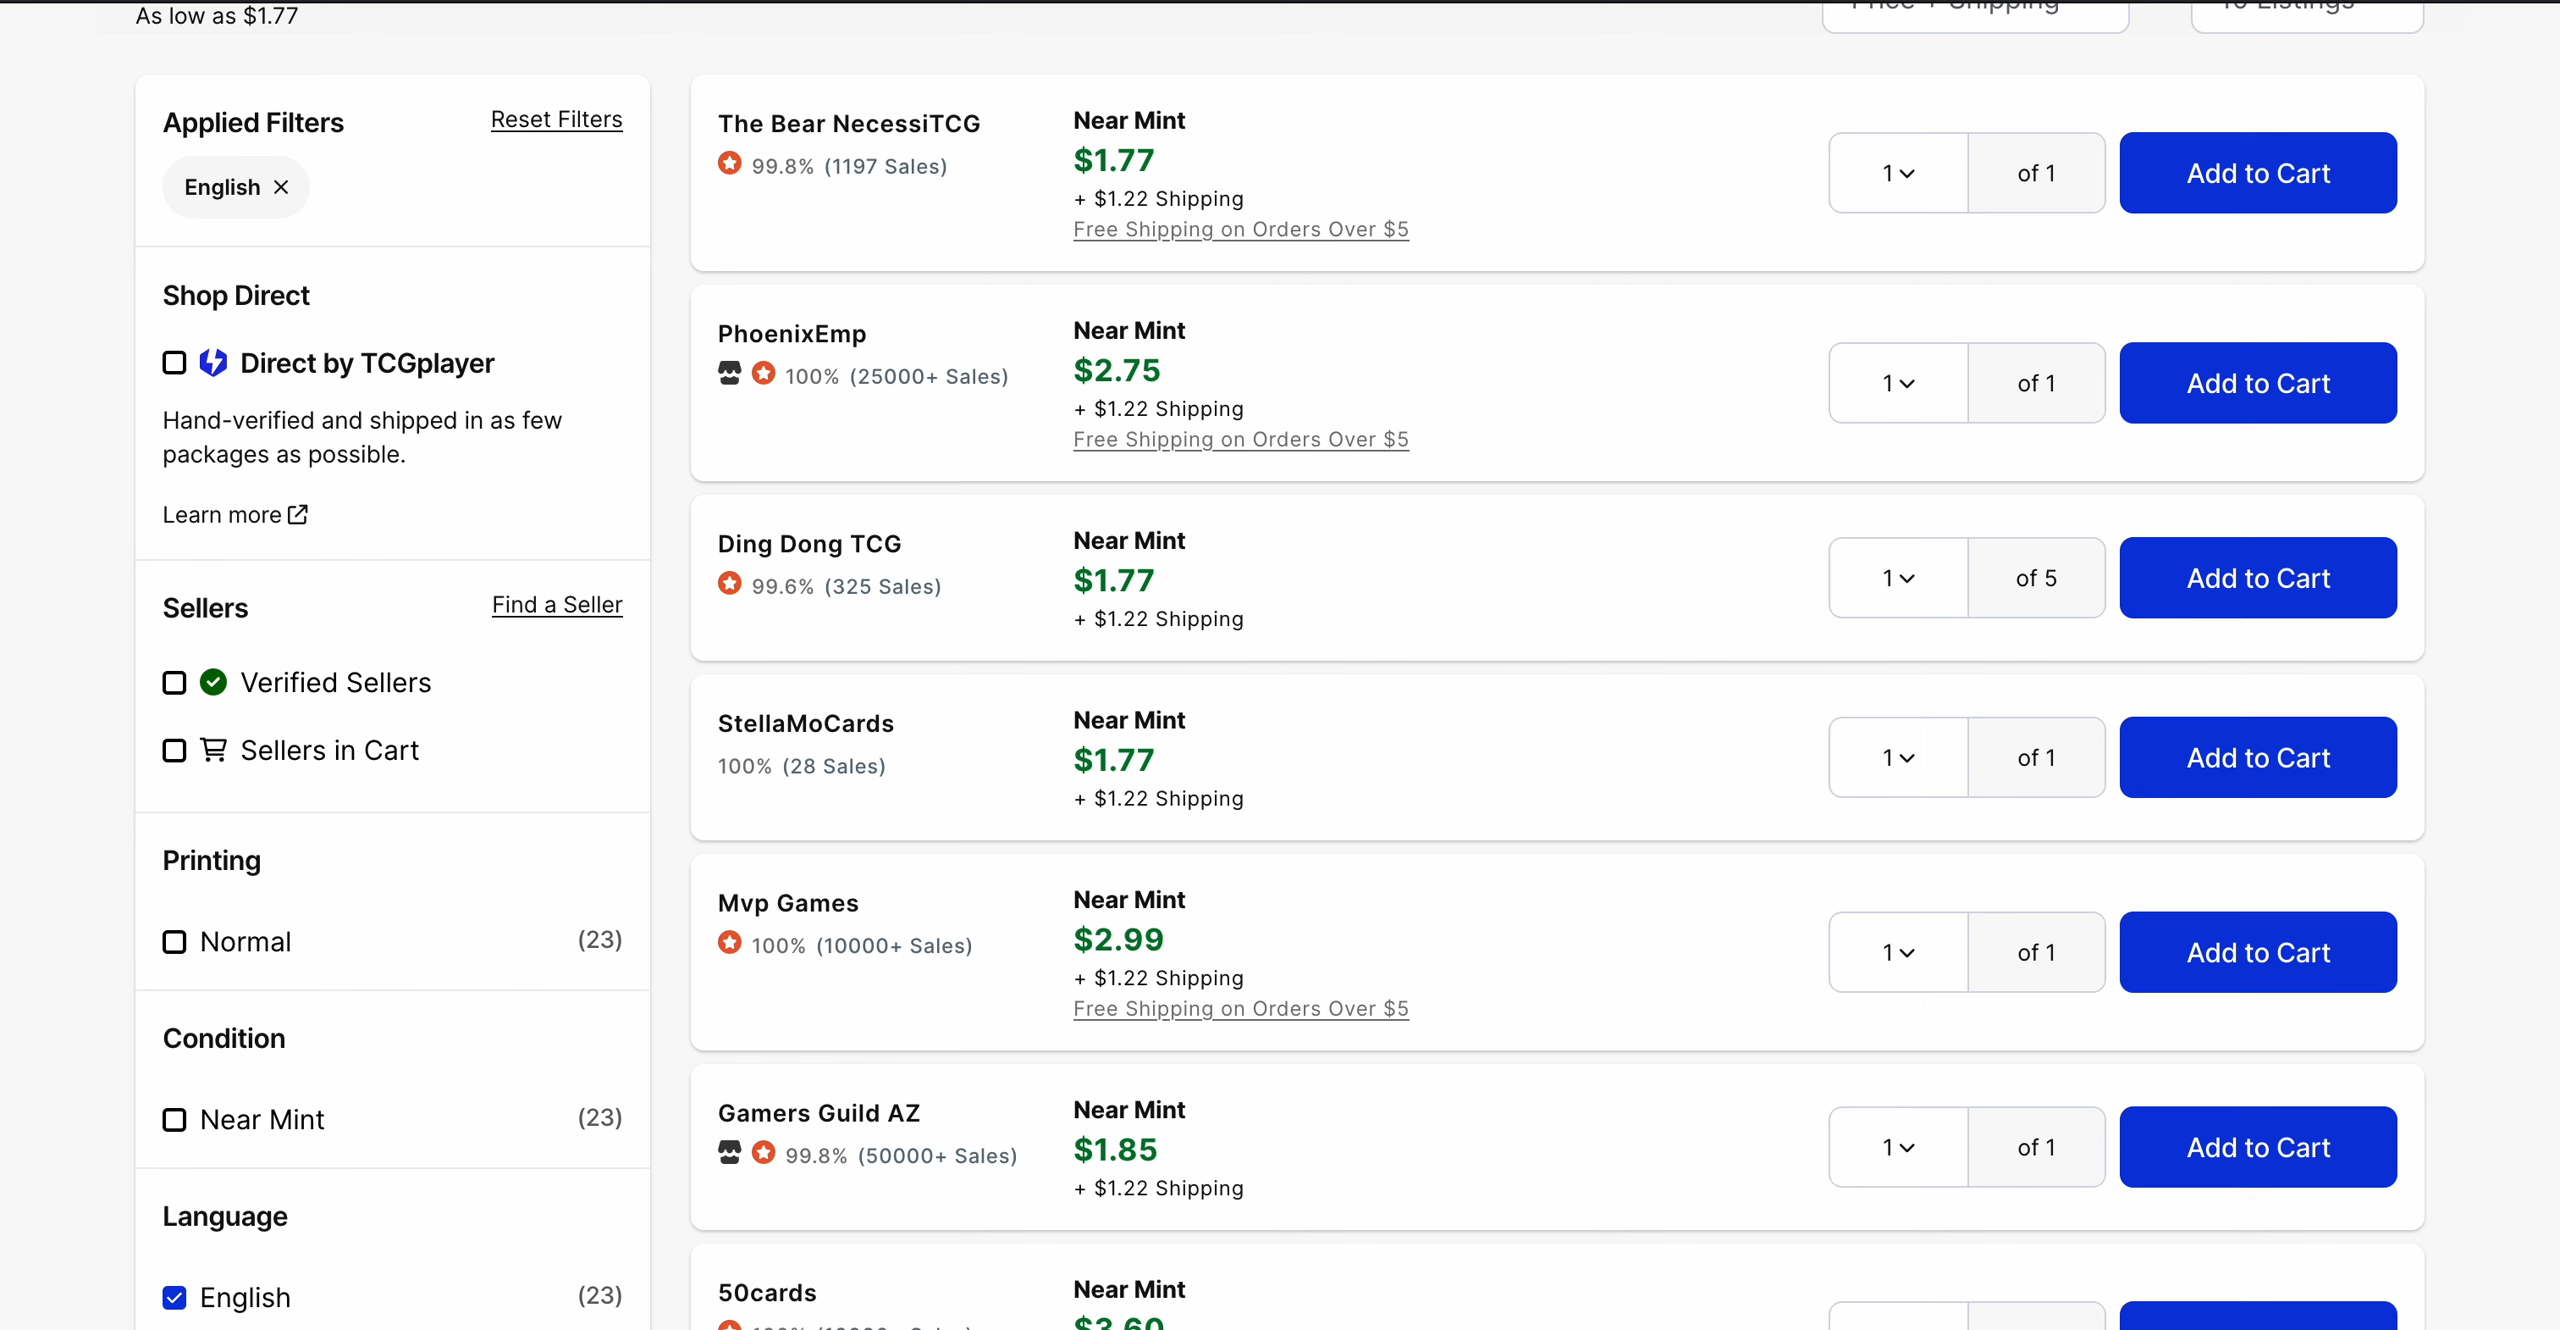 As low as $1.77
Price + Shipping
10 Listings
Applied Filters
Reset Filters
English
Shop Direct
Direct by TCGplayer
Hand-verified and shipped in as few
packages as possible.
Learn more
Sellers
Find a Seller
Verified Sellers
Sellers in Cart
Printing
Normal (23)
Condition
Near Mint (23)
Language
English (23)
The Bear NecessiTCG
99.8% (1197 Sales)
Near Mint
$1.77
+ $1.22 Shipping
Free Shipping on Orders Over $5
1 of 1
Add to Cart
PhoenixEmp
100% (25000+ Sales)
Near Mint
$2.75
+ $1.22 Shipping
Free Shipping on Orders Over $5
1 of 1
Add to Cart
Ding Dong TCG
99.6% (325 Sales)
Near Mint
$1.77
+ $1.22 Shipping
1 of 5
Add to Cart
StellaMoCards
100% (28 Sales)
Near Mint
$1.77
+ $1.22 Shipping
1 of 1
Add to Cart
Mvp Games
100% (10000+ Sales)
Near Mint
$2.99
+ $1.22 Shipping
Free Shipping on Orders Over $5
1 of 1
Add to Cart
Gamers Guild AZ
99.8% (50000+ Sales)
Near Mint
$1.85
+ $1.22 Shipping
1 of 1
Add to Cart
50cards
Near Mint
$3.60